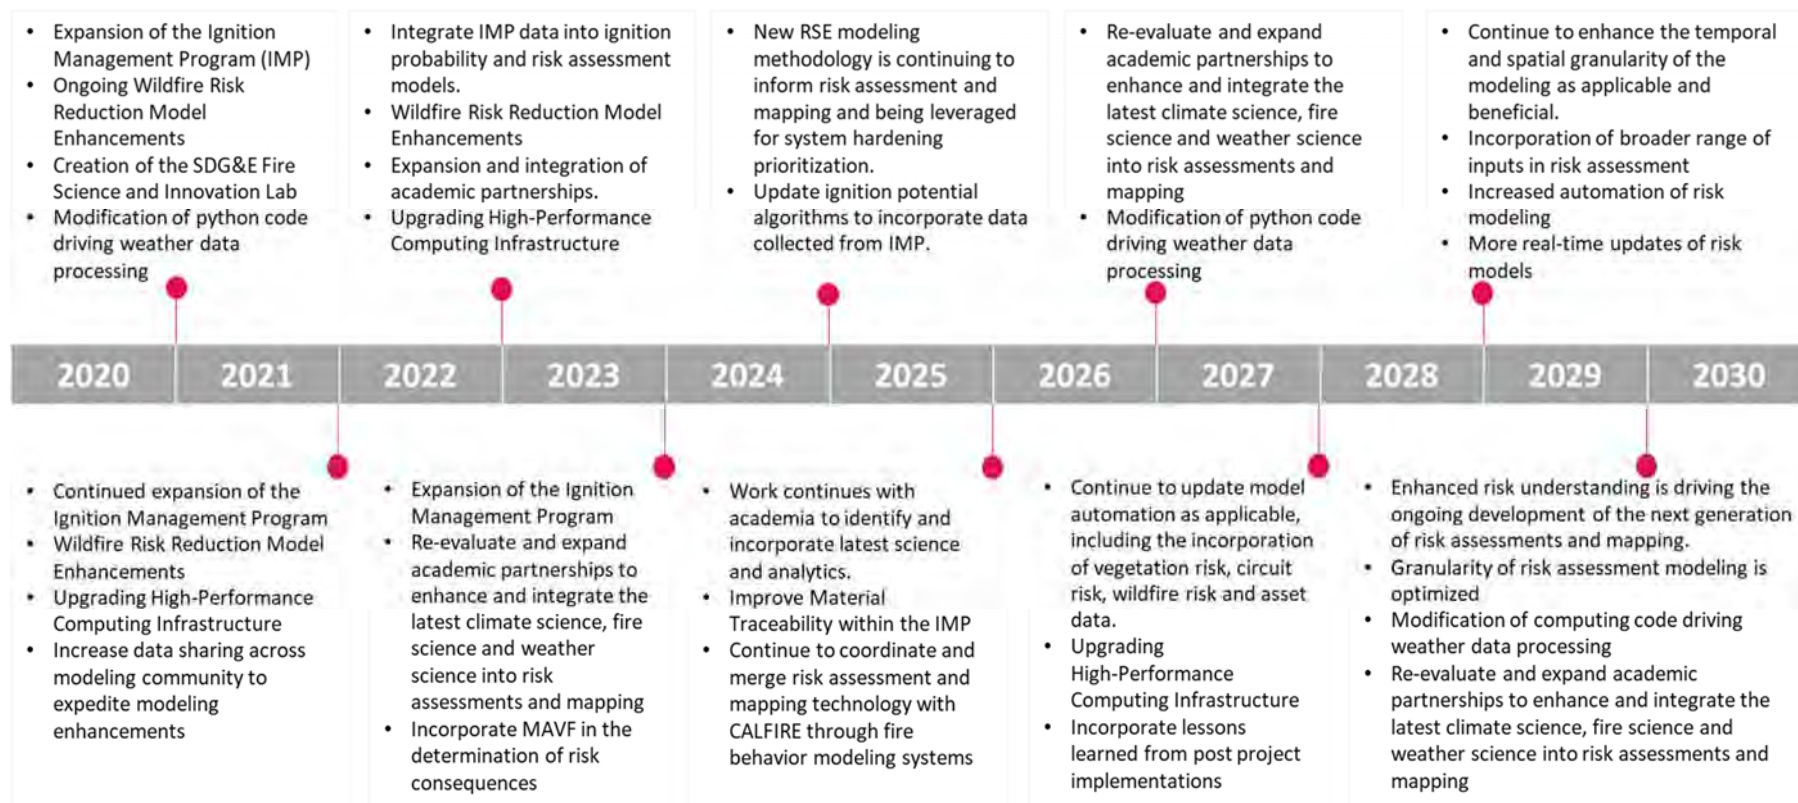 • Expansion of the Ignition
Management Program (IMP)
• Ongoing Wildfire Risk
Reduction Model
Enhancements
• Creation of the SDG&E Fire
Science and Innovation Lab
• Modification of python code
driving weather data
processing
• Integrate IMP data into ignition
probability and risk assessment
models.
• Wildfire Risk Reduction Model
Enhancements
• Expansion and integration of
academic partnerships.
• Upgrading High-Performance
Computing Infrastructure
• New RSE modeling
methodology is continuing to
inform risk assessment and
mapping and being leveraged
for system hardening
prioritization.
• Update ignition potential
algorithms to incorporate data
collected from IMP.
• Re-evaluate and expand
academic partnerships to
enhance and integrate the
latest climate science, fire
science and weather science
into risk assessments and
mapping
• Modification of python code
driving weather data
processing
• Continue to enhance the temporal
and spatial granularity of the
modeling as applicable and
beneficial.
• Incorporation of broader range of
inputs in risk assessment
• Increased automation of risk
modeling
• More real-time updates of risk
models
2020 2021 2022 2023 2024 2025 2026 2027 2028 2029 2030
• Continued expansion of the
Ignition Management Program
• Wildfire Risk Reduction Model
Enhancements
• Upgrading High-Performance
Computing Infrastructure
• Increase data sharing across
modeling community to
expedite modeling
enhancements
• Expansion of the Ignition
Management Program
• Re-evaluate and expand
academic partnerships to
enhance and integrate the
latest climate science, fire
science and weather
science into risk
assessments and mapping
• Incorporate MAVF in the
determination of risk
consequences
• Work continues with
academia to identify and
incorporate latest science
and analytics.
• Improve Material
Traceability within the IMP
• Continue to coordinate and
merge risk assessment and
mapping technology with
CALFIRE through fire
behavior modeling systems
• Continue to update model
automation as applicable,
including the incorporation
of vegetation risk, circuit
risk, wildfire risk and asset
data.
• Upgrading
High-Performance
Computing Infrastructure
• Incorporate lessons
learned from post project
implementations
• Enhanced risk understanding is driving the
ongoing development of the next generation
of risk assessments and mapping.
• Granularity of risk assessment modeling is
optimized
• Modification of computing code driving
weather data processing
• Re-evaluate and expand academic
partnerships to enhance and integrate the
latest climate science, fire science and
weather science into risk assessments and
mapping